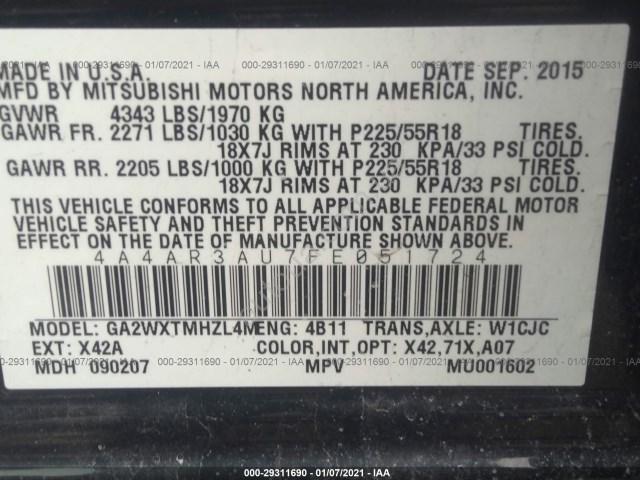 MADE IN U.S.A. DATE SEP. 2015
MFD BY MITSUBISHI MOTORS NORTH AMERICA, INC.
GVWR 4343 LBS/1970 KG
GAWR FR. 2271 LBS/1030 KG WITH P225/55R18 TIRES.
18X7J RIMS AT 230 KPA/33 PSI COLD.
GAWR RR. 2205 LBS/1000 KG WITH P225/55R18 TIRES.
18X7J RIMS AT 230 KPA/33 PSI COLD.
THIS VEHICLE CONFORMS TO ALL APPLICABLE FEDERAL MOTOR
VEHICLE SAFETY AND THEFT PREVENTION STANDARDS IN
EFFECT ON THE DATE OF MANUFACTURE SHOWN ABOVE.
4A4AR3AU7FE051724
MODEL: GA2WXTMHZL4M ENG: 4B11 TRANS,AXLE: W1CJC
EXT: X42A COLOR,INT,OPT: X42,71X,A07
MDH 090207 MPV MU001602
000-29311690 - 01/07/2021 - IAA